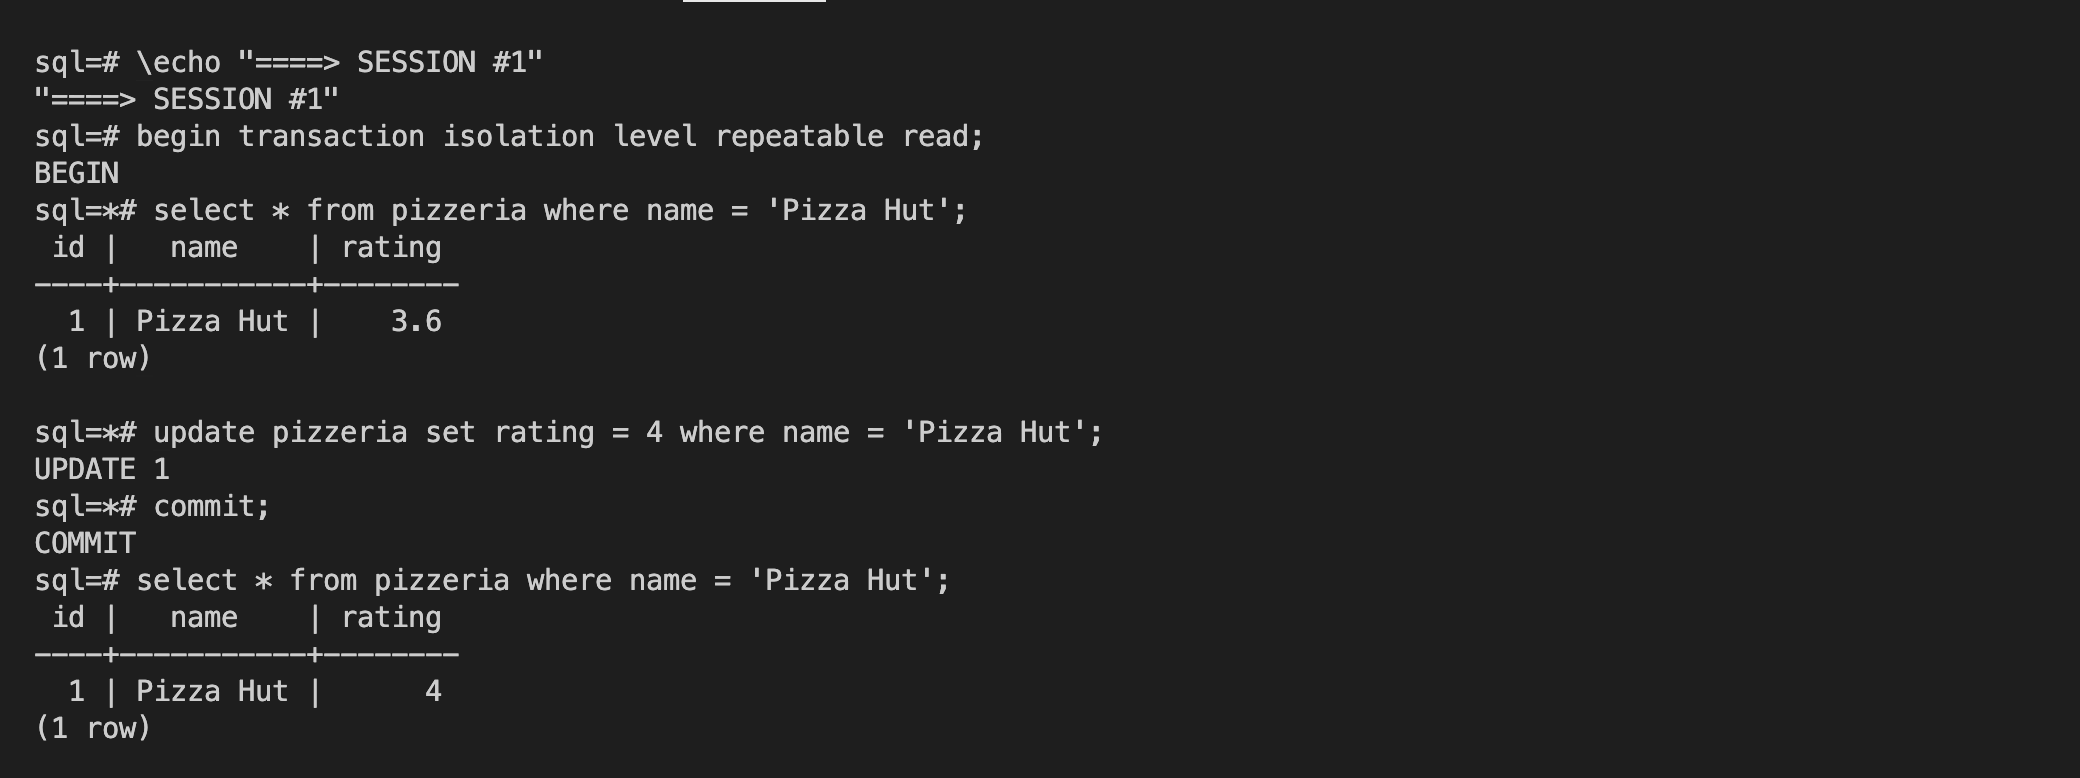 sql=# \echo "====> SESSION #1"
"====> SESSION #1"
sql=# begin transaction isolation level repeatable read;
BEGIN
sql=*# select * from pizzeria where name = 'Pizza Hut';
 id |   name    | rating
----+-----------+--------
  1 | Pizza Hut |    3.6
(1 row)

sql=*# update pizzeria set rating = 4 where name = 'Pizza Hut';
UPDATE 1
sql=*# commit;
COMMIT
sql=# select * from pizzeria where name = 'Pizza Hut';
 id |   name    | rating
----+-----------+--------
  1 | Pizza Hut |      4
(1 row)